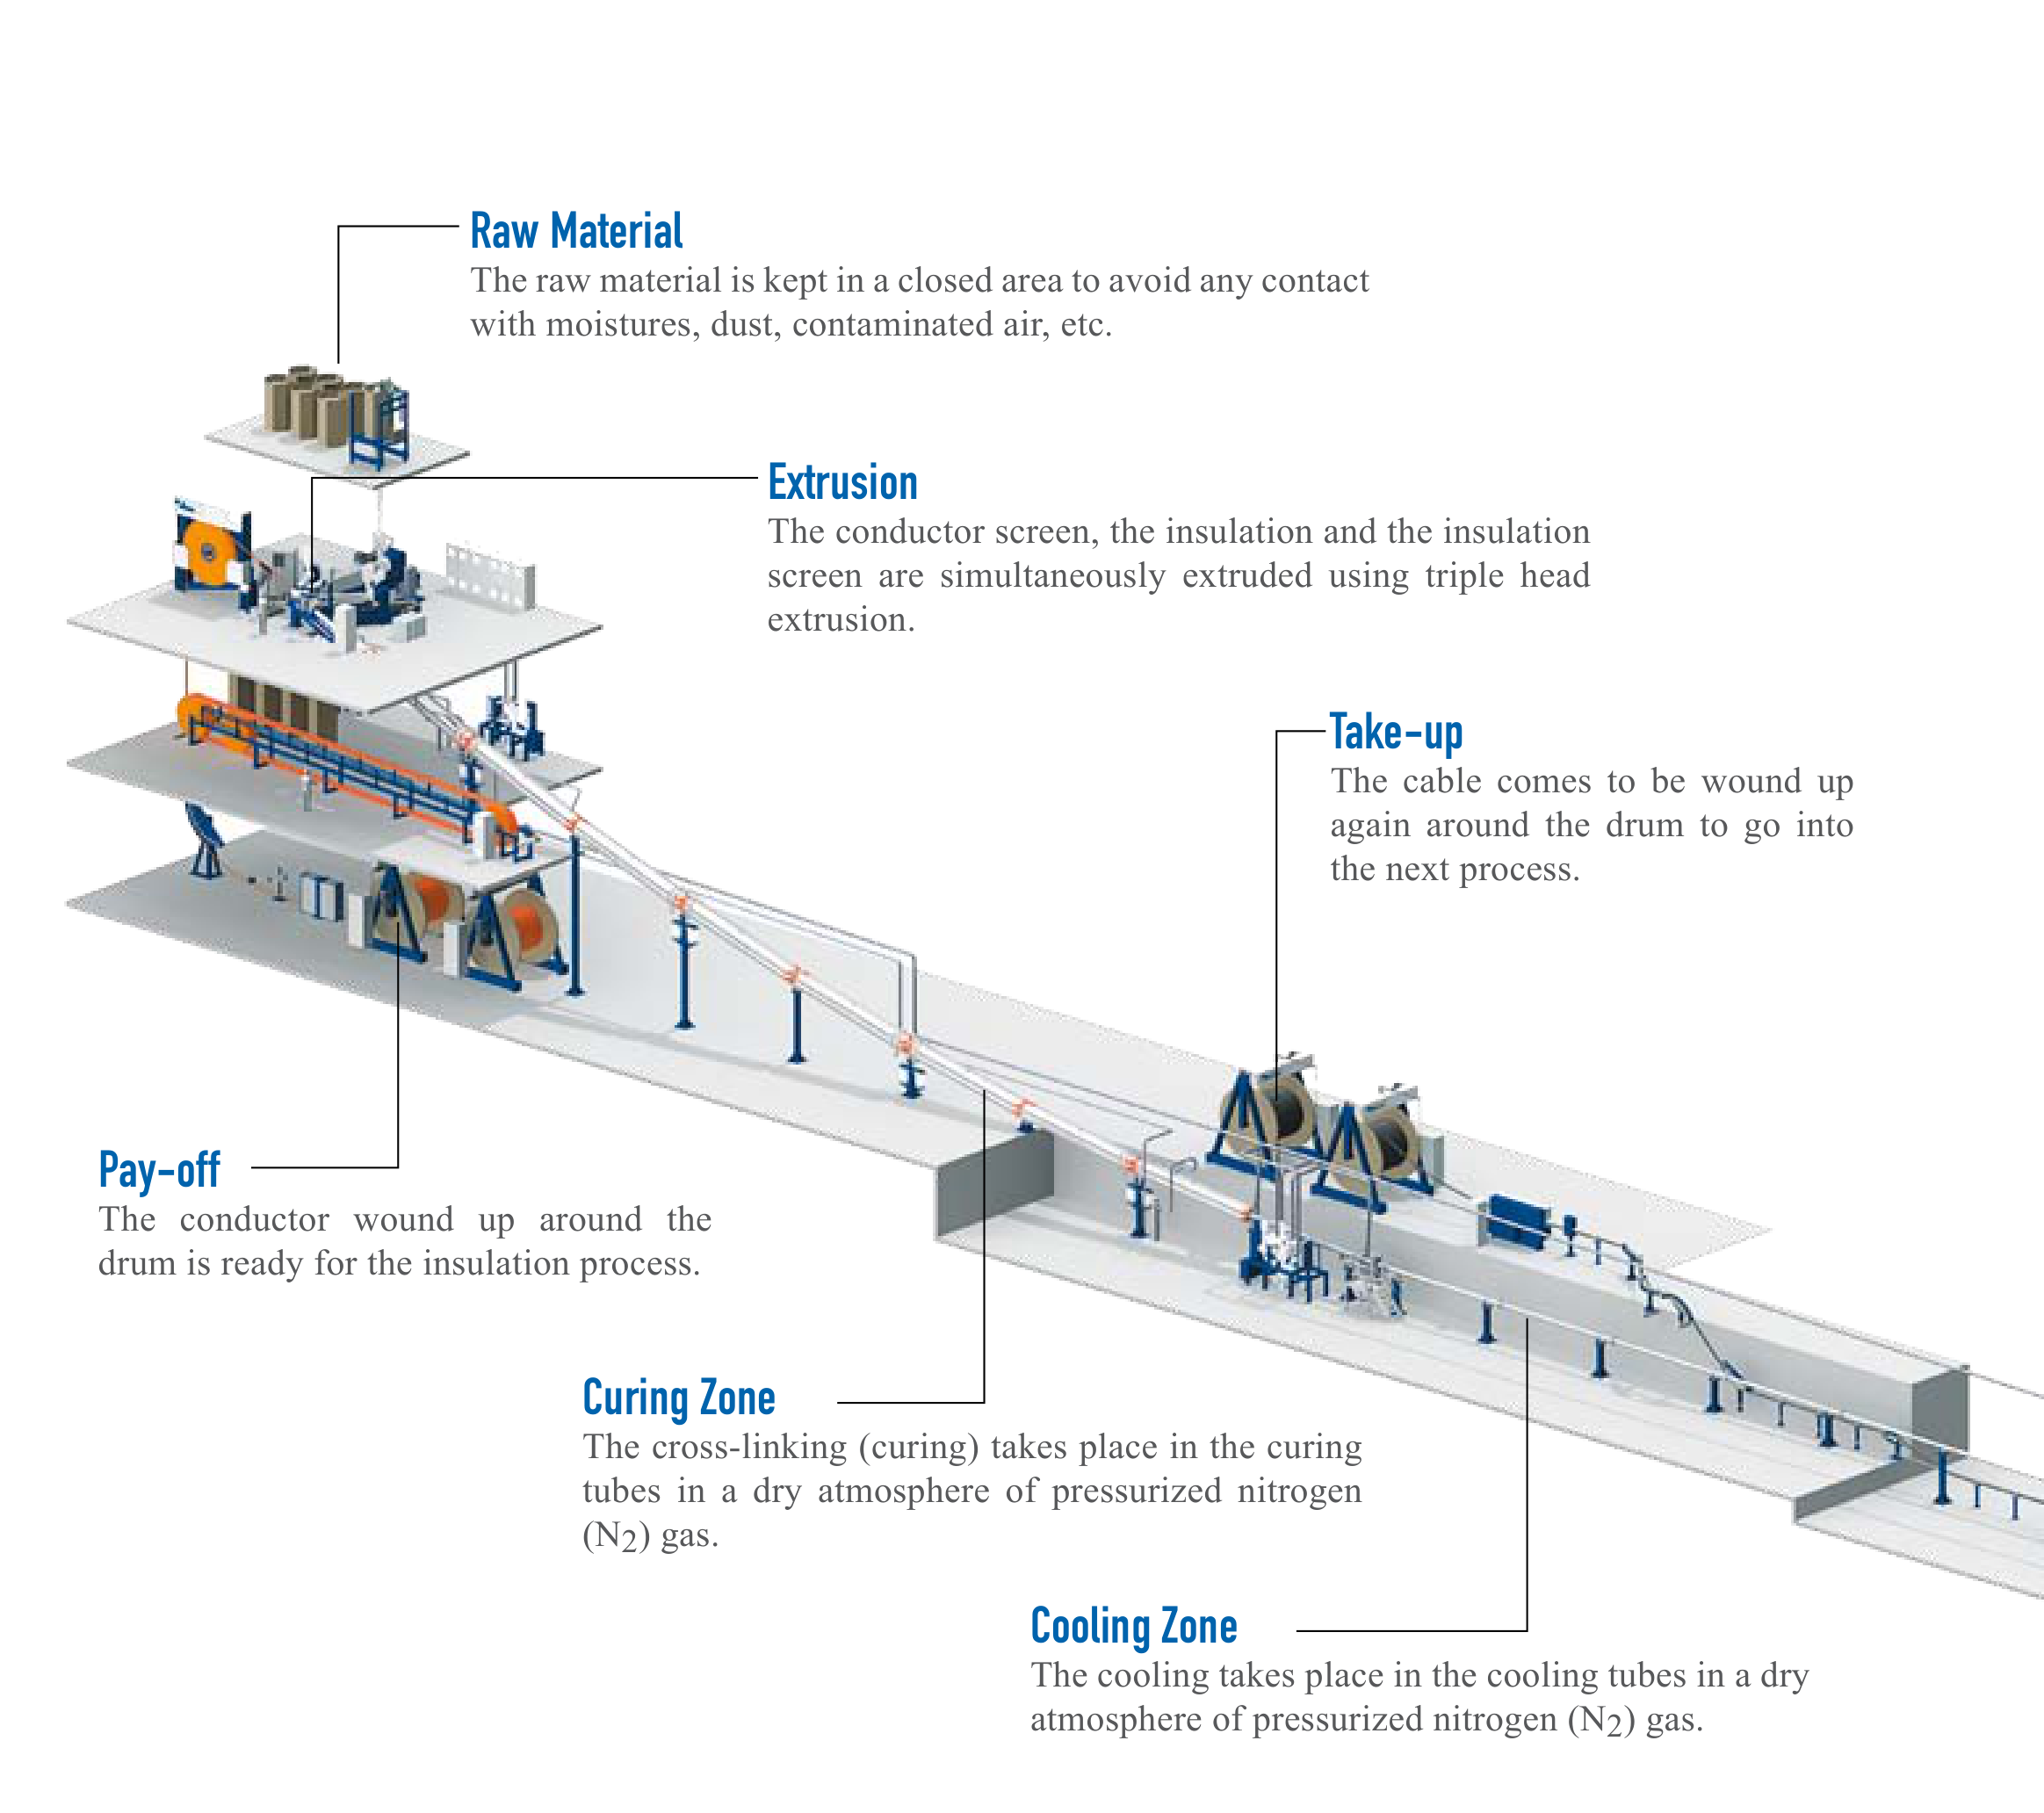 Raw Material
The raw material is kept in a closed area to avoid any contact
with moistures, dust, contaminated air, etc.
Extrusion
The conductor screen, the insulation and the insulation
screen are simultaneously extruded using triple head
extrusion.
Take-up
The cable comes to be wound up
again around the drum to go into
the next process.
Pay-off
The conductor wound up around the
drum is ready for the insulation process.
Curing Zone
The cross-linking (curing) takes place in the curing
tubes in a dry atmosphere of pressurized nitrogen
(N2) gas.
Cooling Zone
The cooling takes place in the cooling tubes in a dry
atmosphere of pressurized nitrogen (N2) gas.